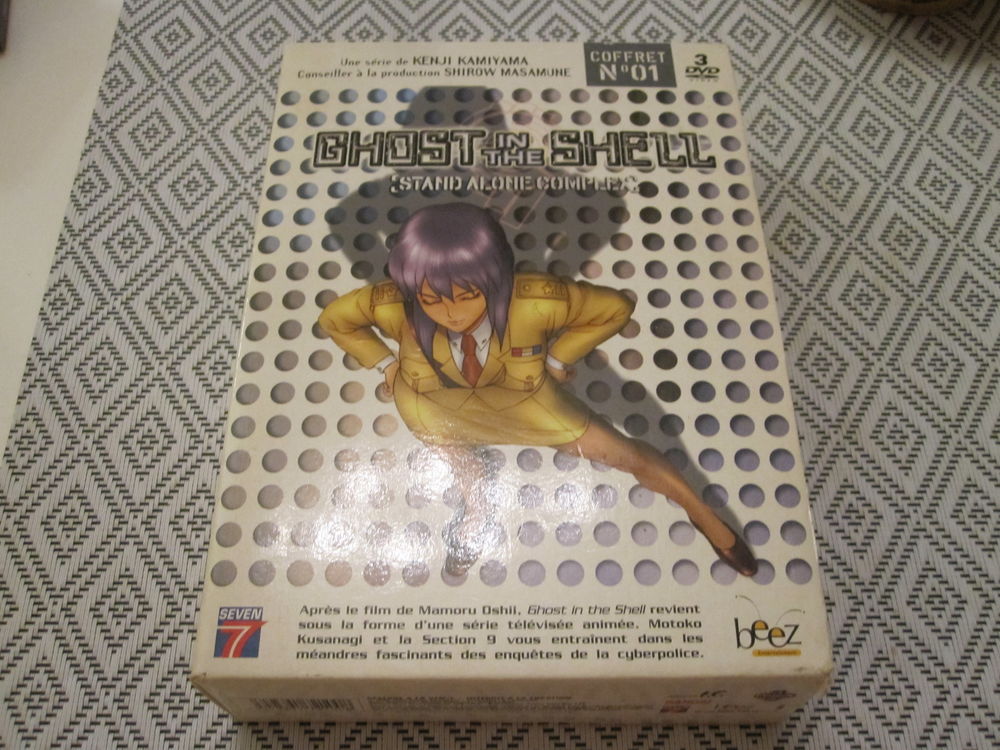 Une série de KENJI KAMIYAMA
Conseiller à la production SHIROW MASAMUNE
COFFRET
N°01
3
DVD
GHOST IN THE SHELL
[STAND ALONE COMPLEX]
SEVEN
7
Après le film de Mamoru Oshii, Ghost in the Shell revient
sous la forme d'une série télévisée animée. Motoko
Kusanagi et la Section 9 vous entraînent dans les
méandres fascinants des enquêtes de la cyberpolice.
beez
Entertainment